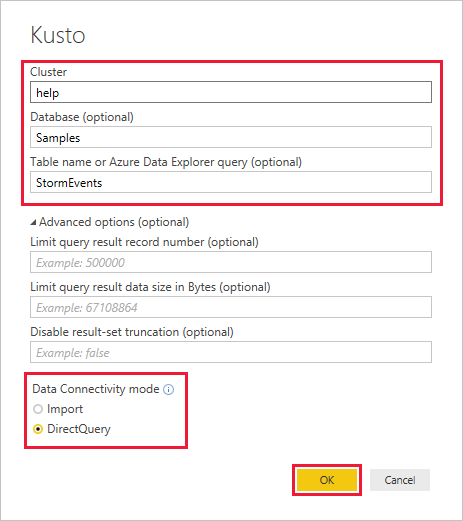 Kusto
Cluster
help
Database (optional)
Samples
Table name or Azure Data Explorer query (optional)
StormEvents
Advanced options (optional)
Limit query result record number (optional)
Example: 500000
Limit query result data size in Bytes (optional)
Example: 67108864
Disable result-set truncation (optional)
Example: false
Data Connectivity mode
Import
DirectQuery
OK Cancel